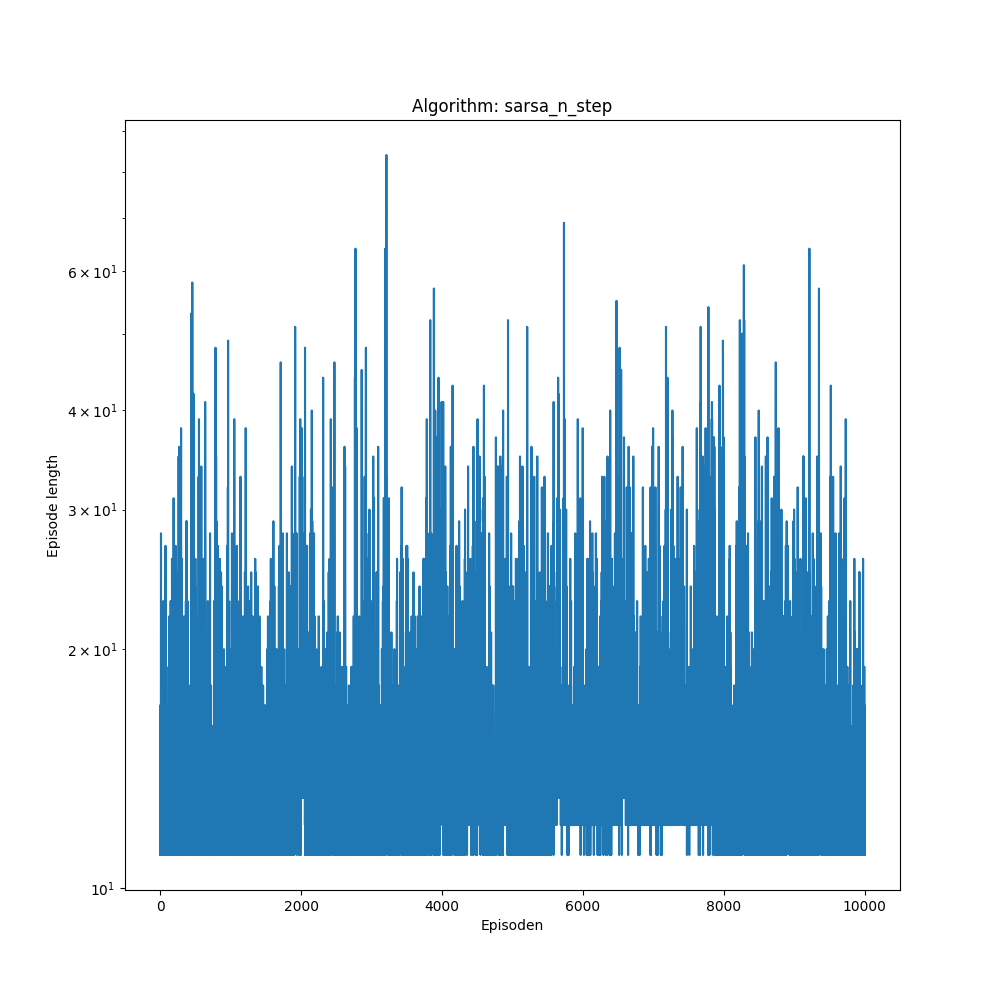 Algorithm: sarsa_n_step
Episode length
6 × 10¹
4 × 10¹
3 × 10¹
2 × 10¹
10¹
0 2000 4000 6000 8000 10000
Episoden